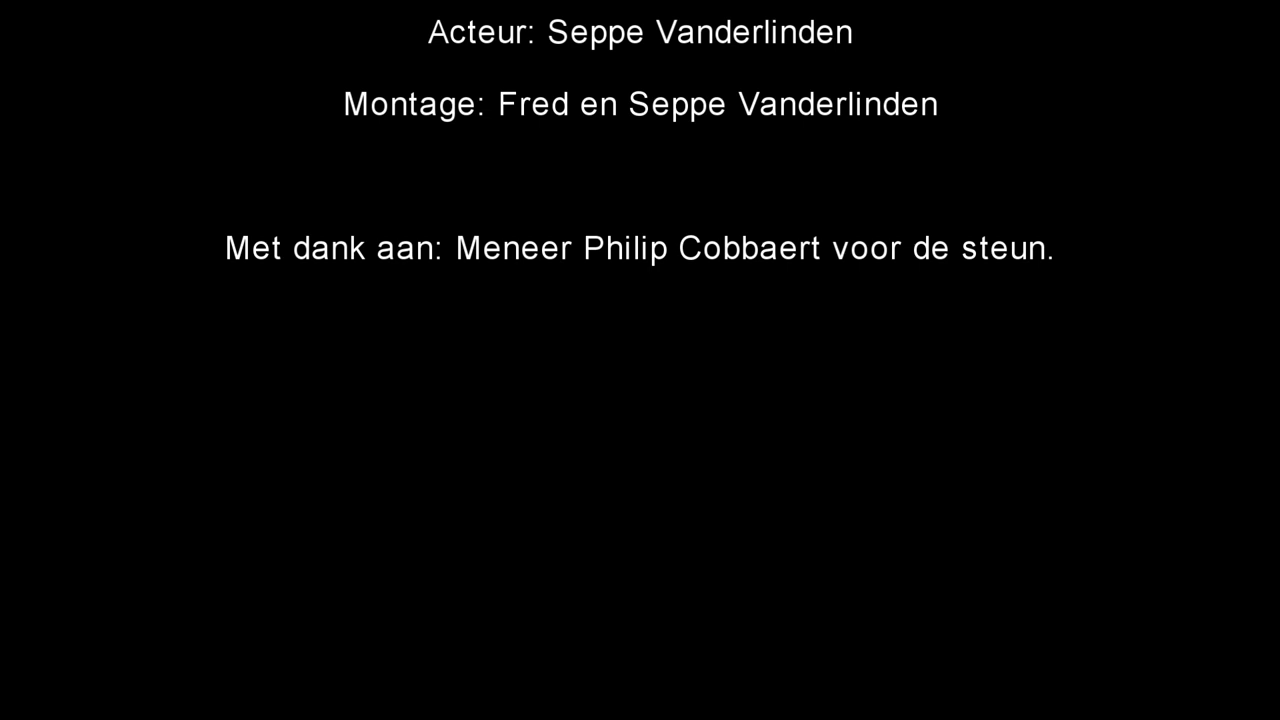 Acteur: Seppe Vanderlinden
Montage: Fred en Seppe Vanderlinden
Met dank aan: Meneer Philip Cobbaert voor de steun.